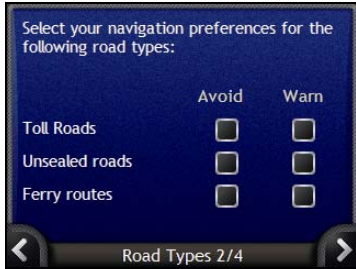 Select your navigation preferences for the
following road types:
Avoid Warn
Toll Roads
Unsealed roads
Ferry routes
Road Types 2/4